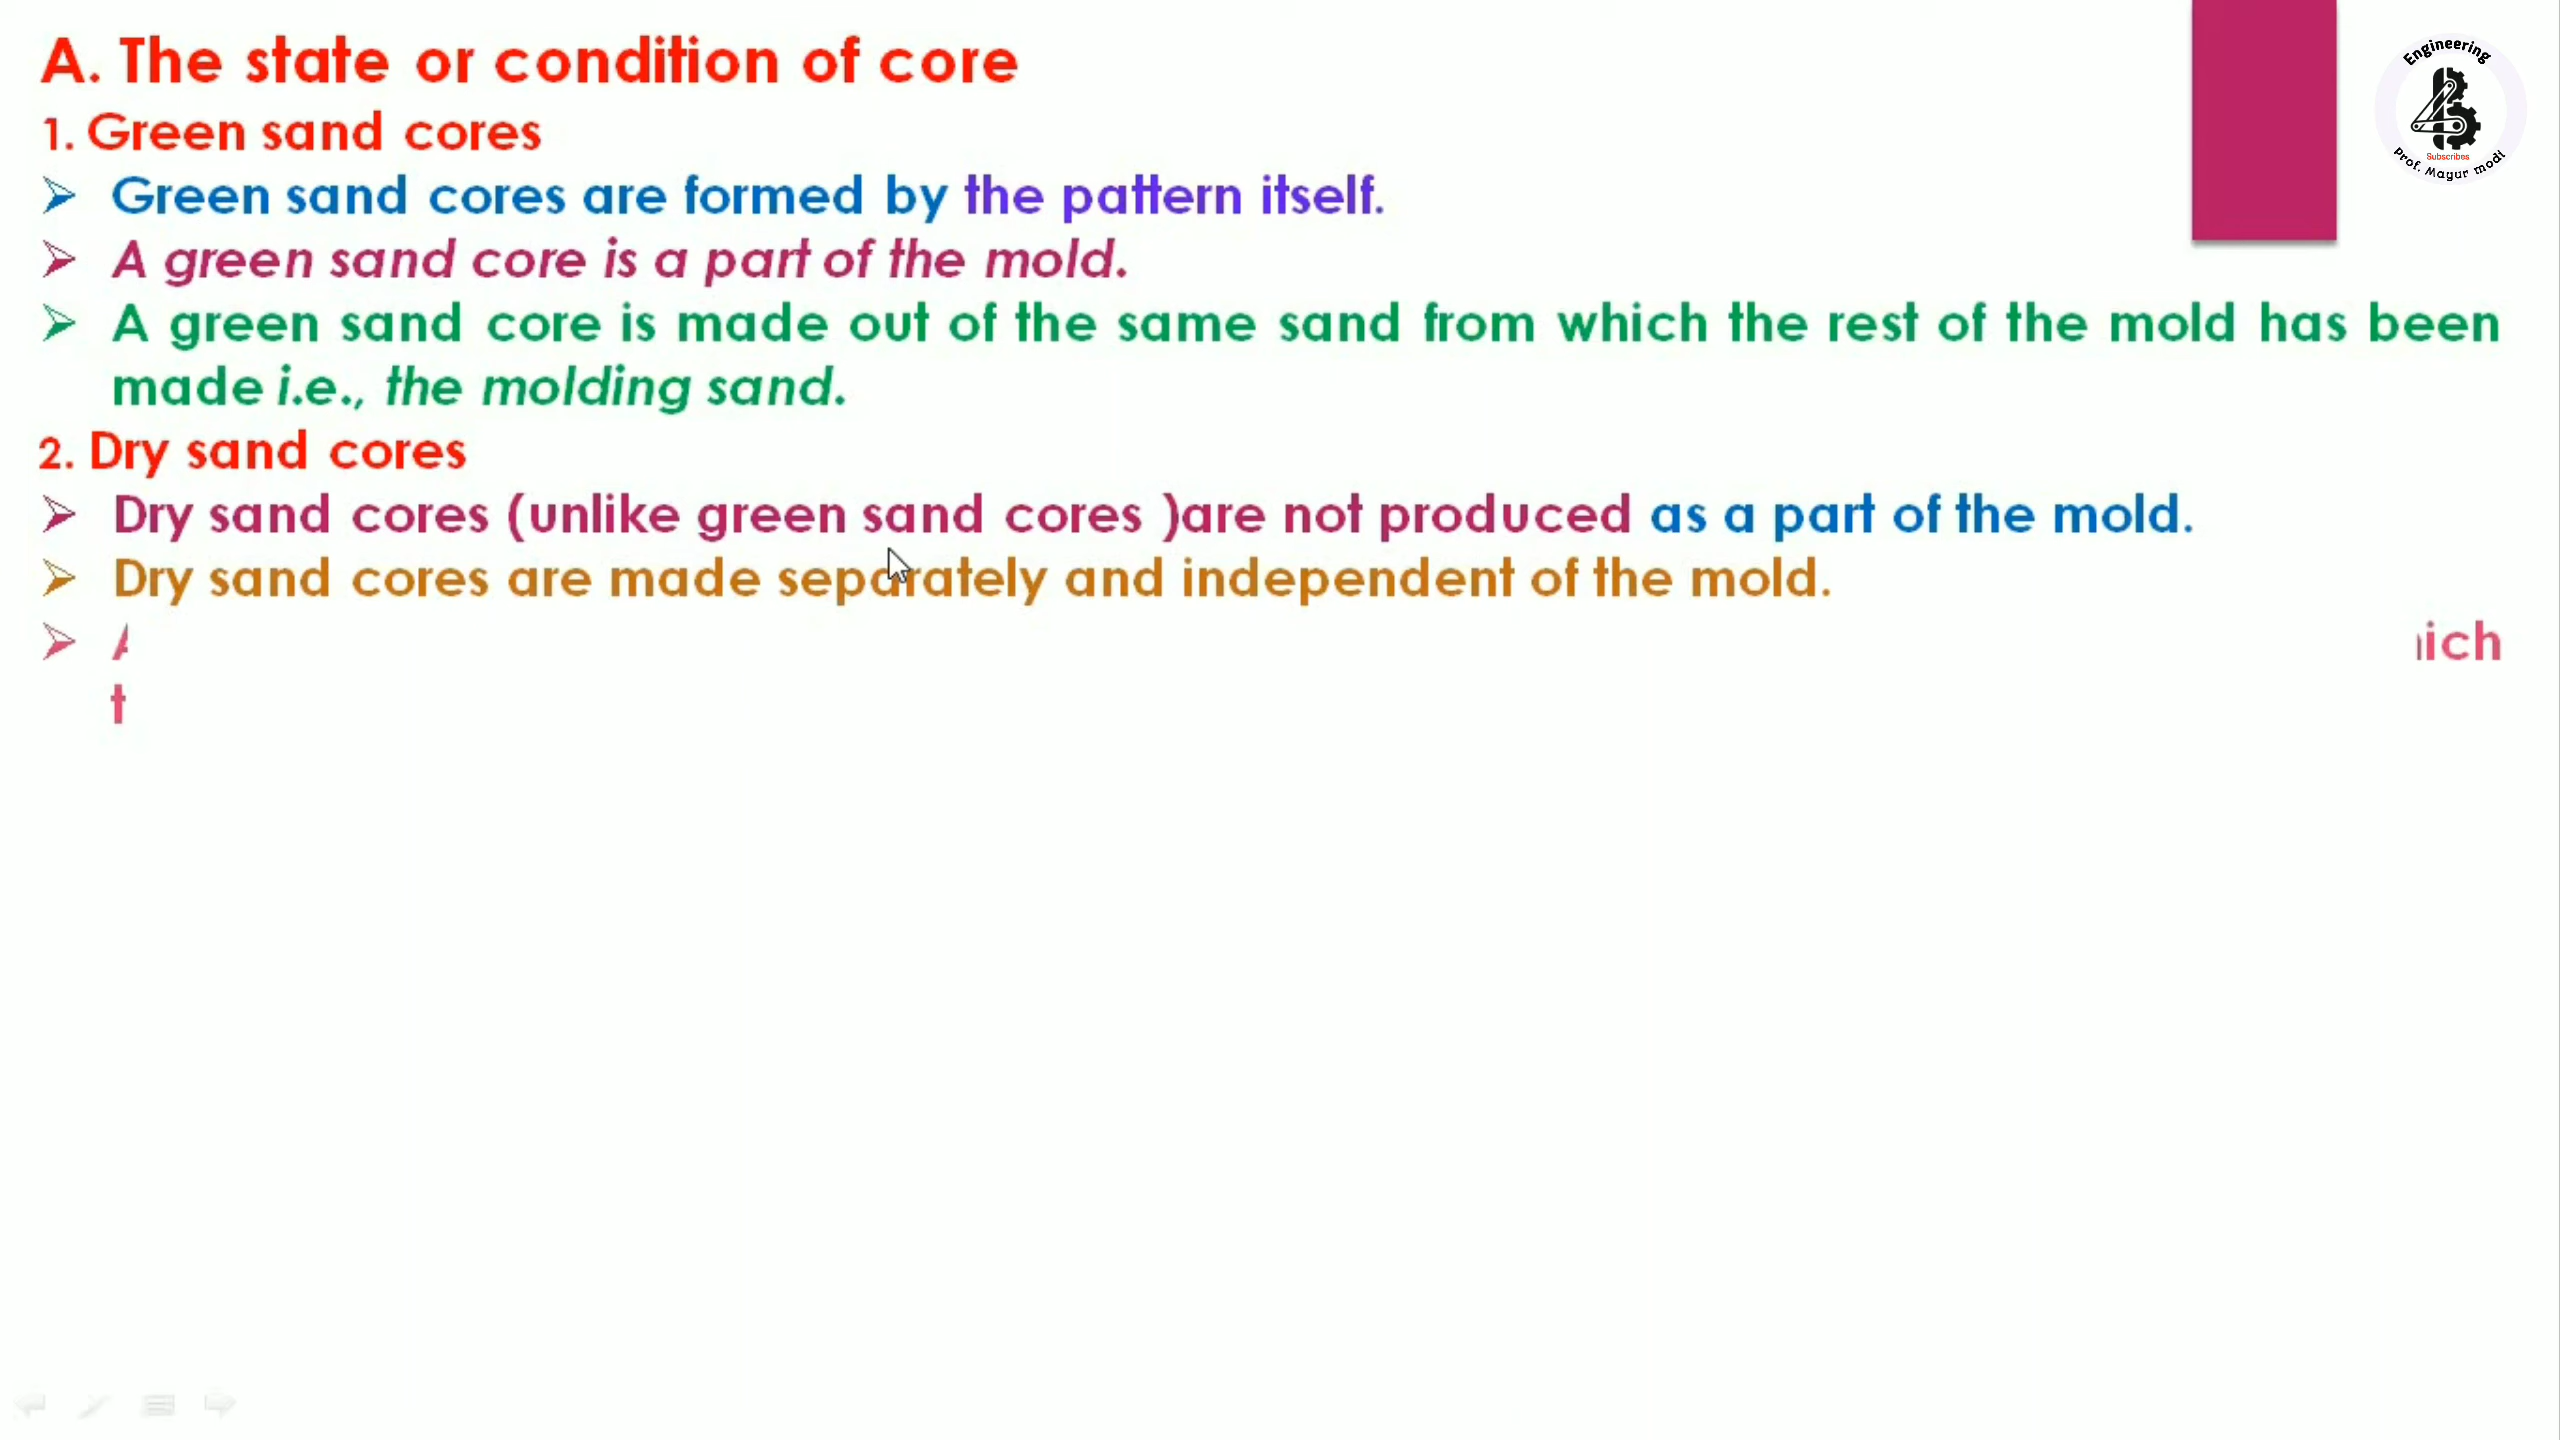 A. The state or condition of core
Engineering
Subscribes
Prof. Mayur modi
1. Green sand cores
➢ Green sand cores are formed by the pattern itself.
➢ A green sand core is a part of the mold.
➢ A green sand core is made out of the same sand from which the rest of the mold has been
made i.e., the molding sand.
2. Dry sand cores
➢ Dry sand cores (unlike green sand cores )are not produced as a part of the mold.
➢ Dry sand cores are made separately and independent of the mold.